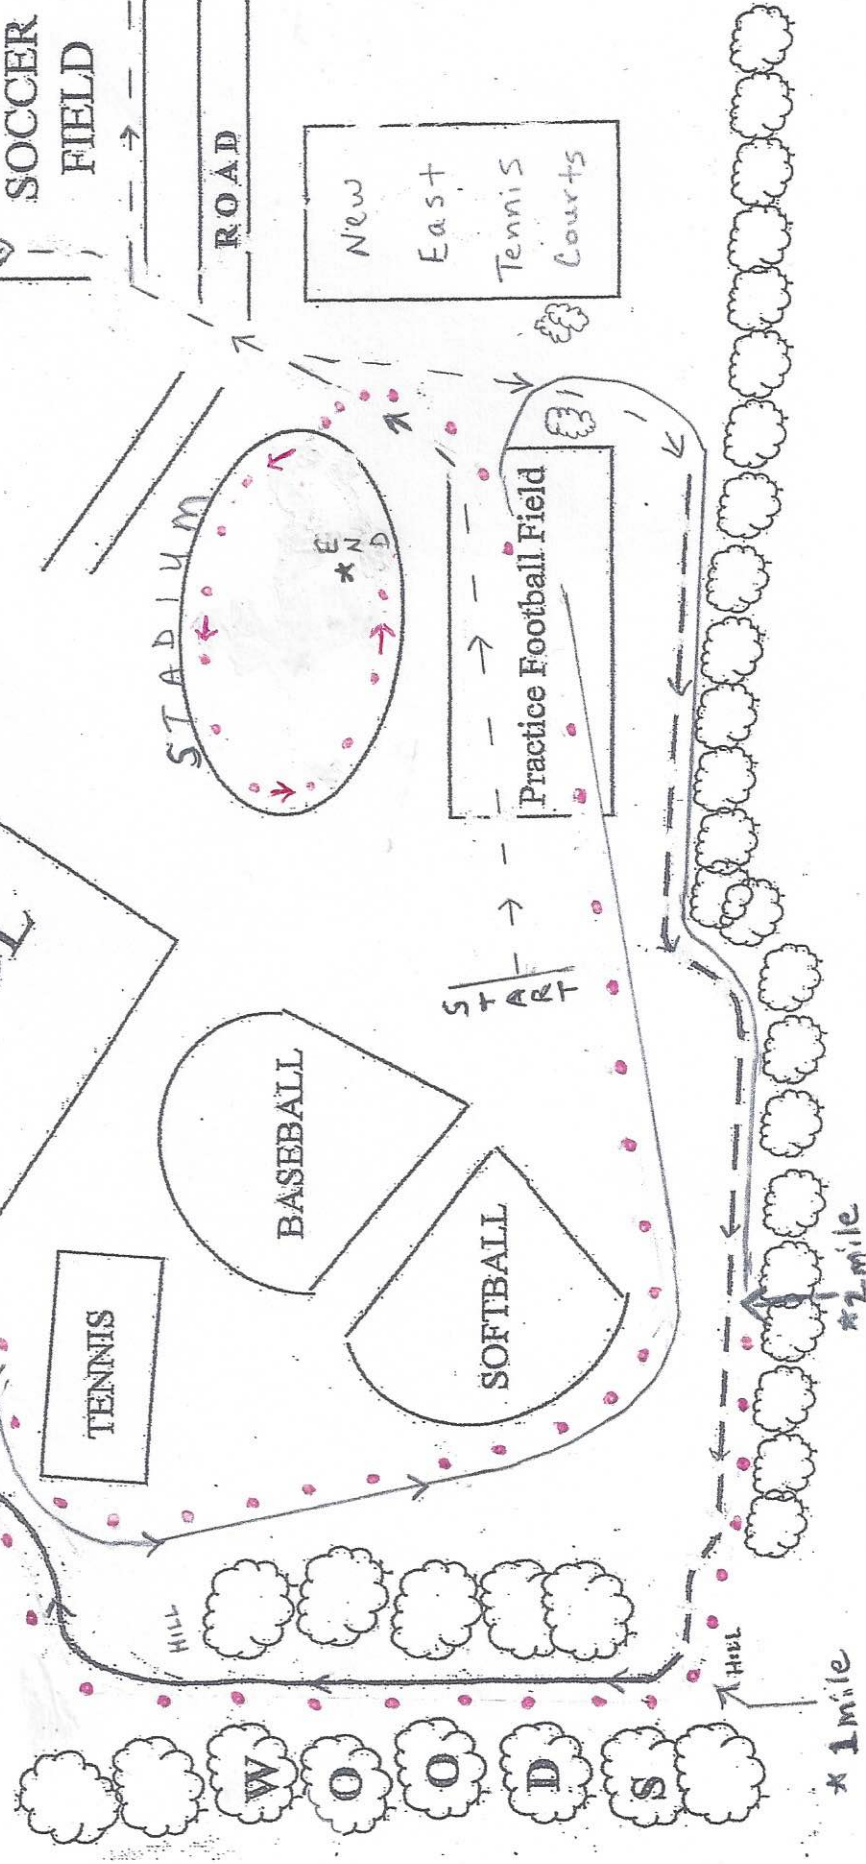 SOCCER
FIELD
ROAD
New
East
Tennis
Courts
STADIUM
* END
Practice Football Field
START
BASEBALL
SOFTBALL
TENNIS
HILL
HILL
WOODS
* 2 mile
* 1 mile